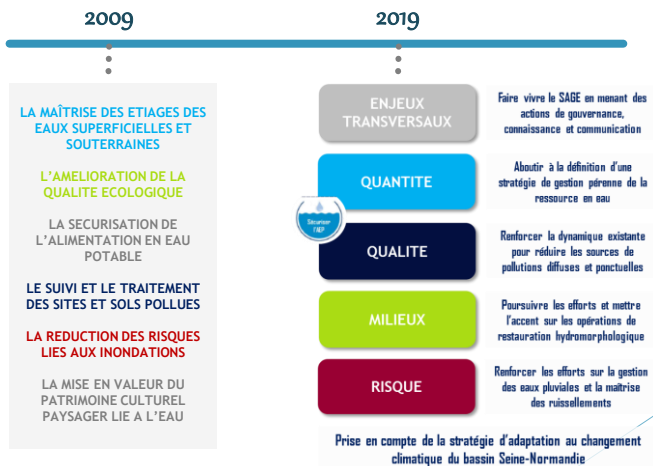 2009
2019
LA MAÎTRISE DES ETIAGES DES
EAUX SUPERFICIELLES ET
SOUTERRAINES
L'AMELIORATION DE LA
QUALITE ECOLOGIQUE
LA SECURISATION DE
L'ALIMENTATION EN EAU
POTABLE
LE SUIVI ET LE TRAITEMENT
DES SITES ET SOLS POLLUES
LA REDUCTION DES RISQUES
LIES AUX INONDATIONS
LA MISE EN VALEUR DU
PATRIMOINE CULTUREL
PAYSAGER LIE A L'EAU
ENJEUX
TRANSVERSAUX
Faire vivre le SAGE en menant des
actions de gouvernance,
connaissance et communication
QUANTITE
Aboutir à la définition d'une
stratégie de gestion pérenne de la
ressource en eau
Sécuriser
l'AEP
QUALITE
Renforcer la dynamique existante
pour réduire les sources de
pollutions diffuses et ponctuelles
MILIEUX
Poursuivre les efforts et mettre
l'accent sur les opérations de
restauration hydromorphologique
RISQUE
Renforcer les efforts sur la gestion
des eaux pluviales et la maîtrise
des ruissellements
Prise en compte de la stratégie d'adaptation au changement
climatique du bassin Seine-Normandie